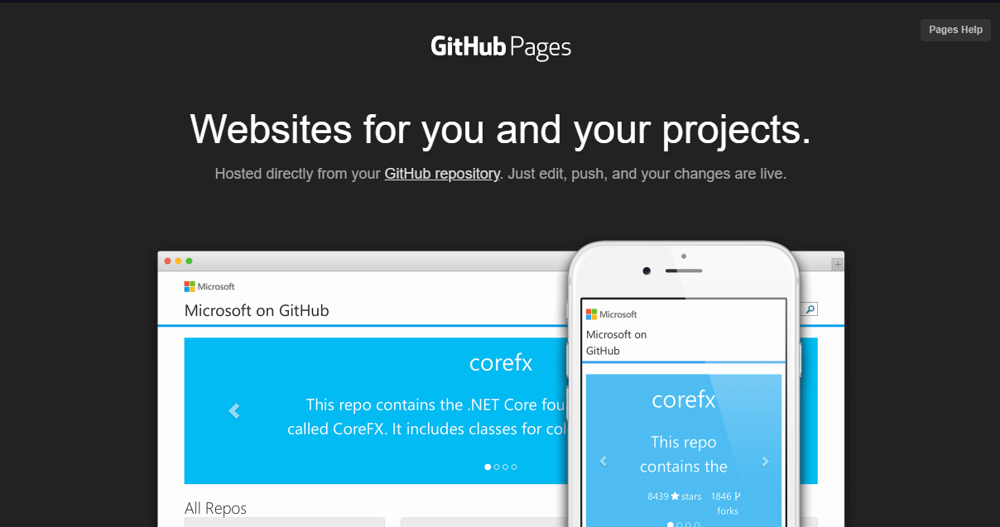 Pages Help
GitHub Pages
Websites for you and your projects.
Hosted directly from your GitHub repository. Just edit, push, and your changes are live.
Microsoft
Microsoft on GitHub
corefx
This repo contains the .NET Core fou
called CoreFX. It includes classes for col
All Repos
Microsoft
Microsoft on
GitHub
corefx
This repo
contains the
8439 stars 1846
forks